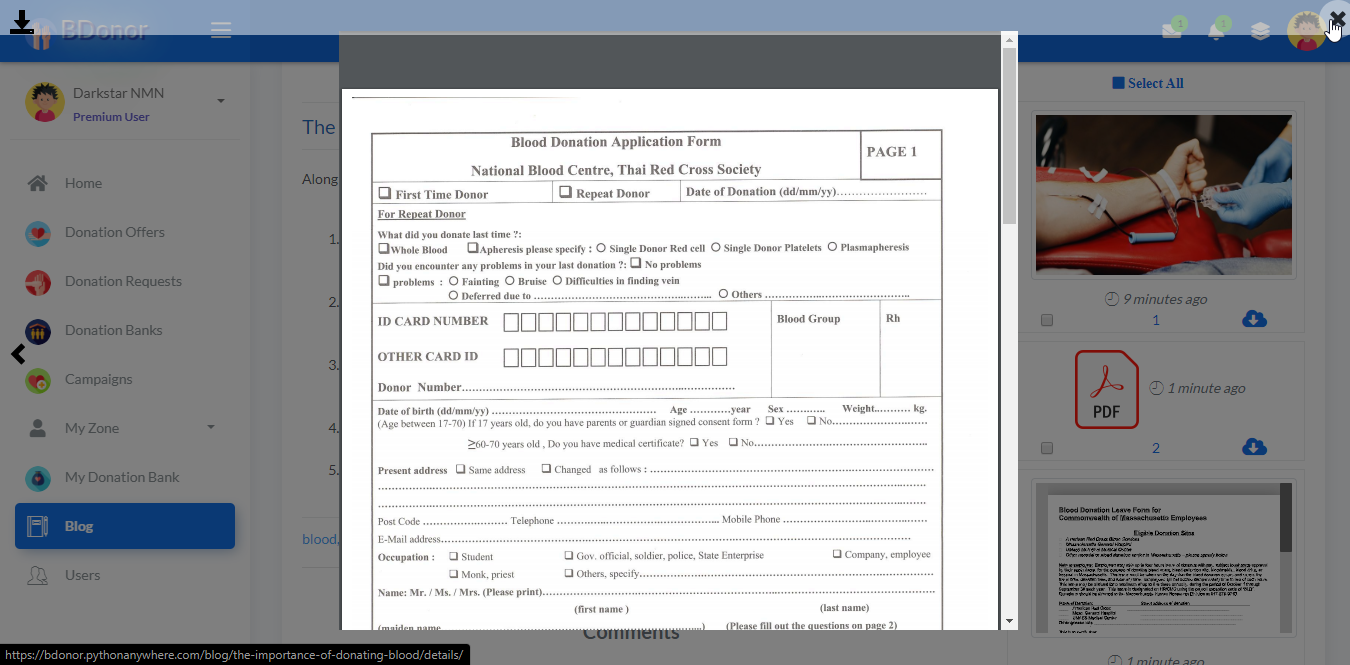 BDonor
1
1
Darkstar NMN
Premium User
Home
Donation Offers
Donation Requests
Donation Banks
Campaigns
My Zone
My Donation Bank
Blog
Users
The
Along
1.
2.
3.
4.
5.
blood,
Blood Donation Application Form
National Blood Centre, Thai Red Cross Society
PAGE 1
❑ First Time Donor ❑ Repeat Donor Date of Donation (dd/mm/yy)........................
For Repeat Donor
What did you donate last time ?:
❑Whole Blood ❑Apheresis please specify : O Single Donor Red cell O Single Donor Platelets O Plasmapheresis
Did you encounter any problems in your last donation ?: ❑ No problems
❑ problems : O Fainting O Bruise O Difficulties in finding vein
O Deferred due to ........................................................ O Others .............................................
ID CARD NUMBER
Blood Group
Rh
OTHER CARD ID
Donor Number...........................................................................
Date of birth (dd/mm/yy) .................................................. Age ............year Sex ............ Weight........... kg.
(Age between 17-70) If 17 years old, do you have parents or guardian signed consent form ? ❑ Yes ❑ No..............................
≥60-70 years old , Do you have medical certificate? ❑ Yes ❑ No......................................................
Present address ❑ Same address ❑ Changed as follows : ..........................................................................................
Post Code .......................... Telephone .................................................. Mobile Phone .............................................
E-Mail address.............................................................................................................................
Occupation : ❑ Student ❑ Gov. official, soldier, police, State Enterprise ❑ Company, employee
❑ Monk, priest ❑ Others, specify..........................................................................................
Name: Mr. / Ms. / Mrs. (Please print)........................................................................................................................
(first name ) (last name)
(maiden name................................................................................) (Please fill out the questions on page 2)
Comments
Select All
9 minutes ago
1
PDF
1 minute ago
2
Blood Donation Leave Form for
Commonwealth of Massachusetts Employees
Eligible Donation Sites
1 minute ago
https://bdonor.pythonanywhere.com/blog/the-importance-of-donating-blood/details/